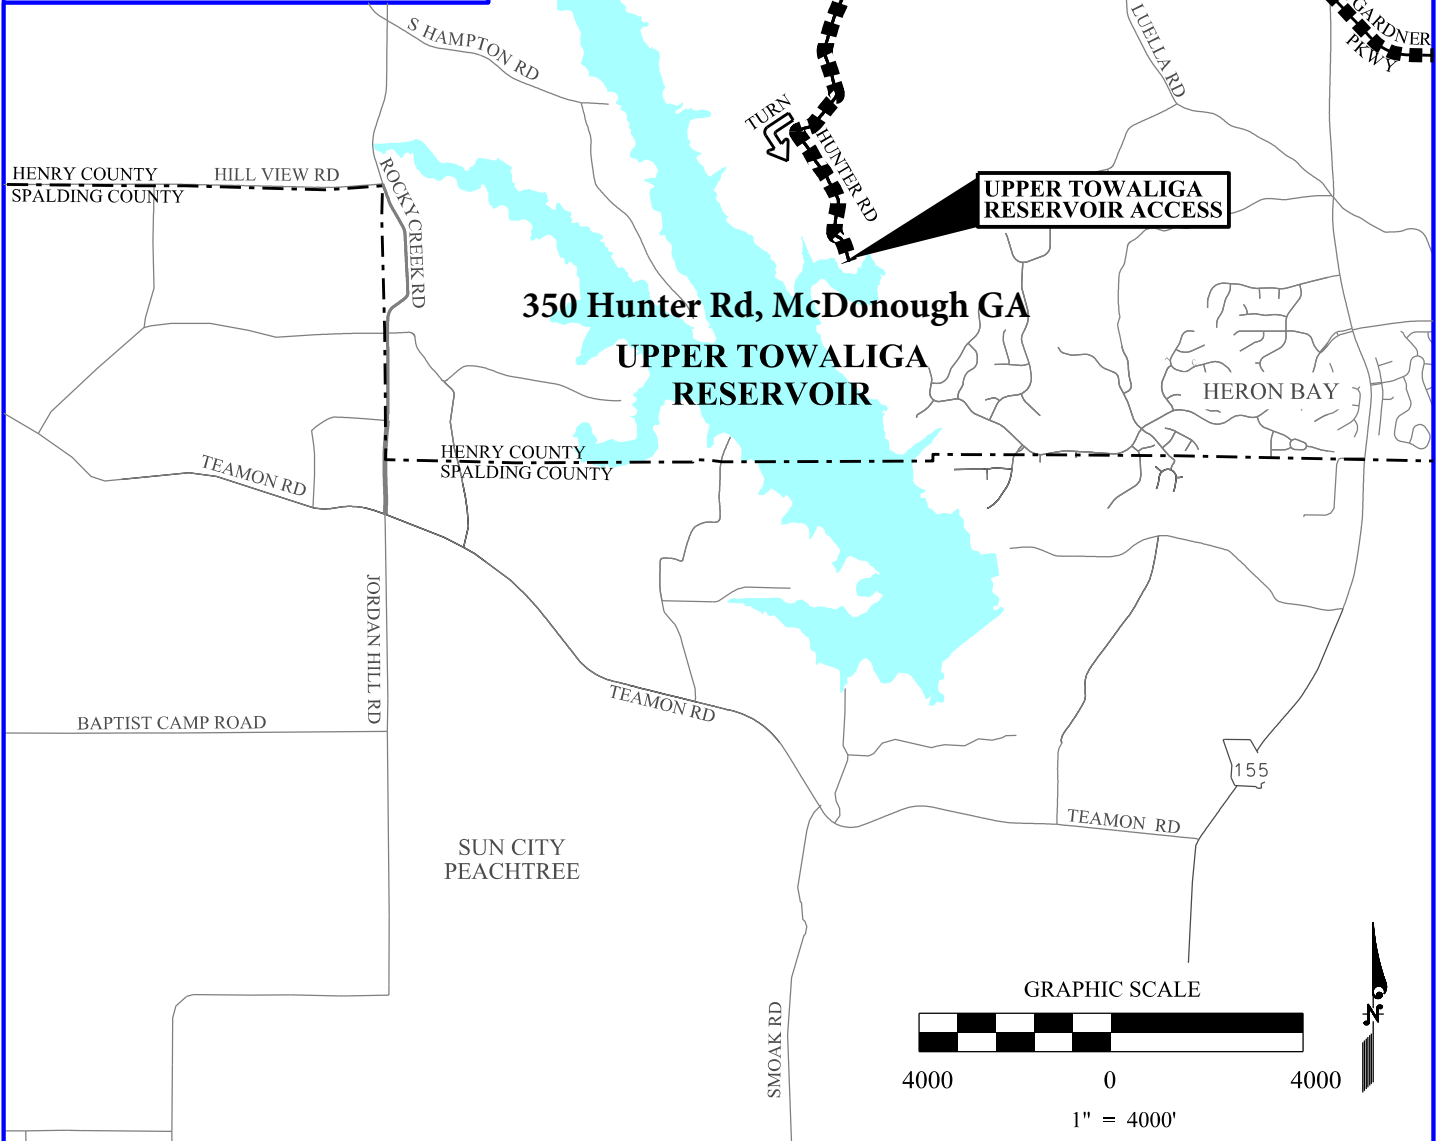 GARDNER
PKWY
LUELLA RD
S HAMPTON RD
TURN
HUNTER RD
HENRY COUNTY
SPALDING COUNTY
HILL VIEW RD
ROCKY CREEK RD
UPPER TOWALIGA
RESERVOIR ACCESS
350 Hunter Rd, McDonough GA
UPPER TOWALIGA
RESERVOIR
HERON BAY
HENRY COUNTY
SPALDING COUNTY
TEAMON RD
JORDAN HILL RD
TEAMON RD
BAPTIST CAMP ROAD
155
TEAMON RD
SUN CITY
PEACHTREE
SMOAK RD
GRAPHIC SCALE
4000 0 4000
1" = 4000'
N